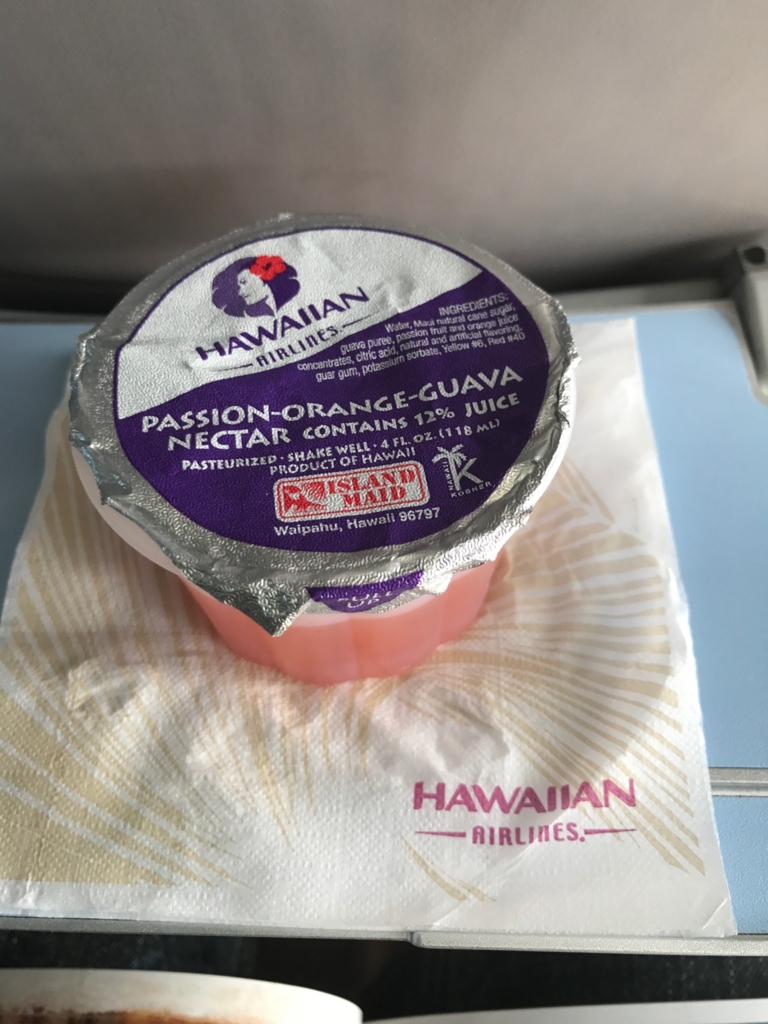 HAWAIIAN
AIRLINES.
INGREDIENTS:
Water, Maui natural cane sugar,
guava puree, passion fruit and orange juice
concentrates, citric acid, natural and artificial flavoring,
guar gum, potassium sorbate, Yellow #6, Red #40
PASSION-ORANGE-GUAVA
NECTAR CONTAINS 12% JUICE
PASTEURIZED · SHAKE WELL · 4 FL. OZ. (118 ML)
PRODUCT OF HAWAII
ISLAND
MAID
HAWAII
K
KOSHER
Waipahu, Hawaii 96797
UP
HAWAIIAN
AIRLINES.